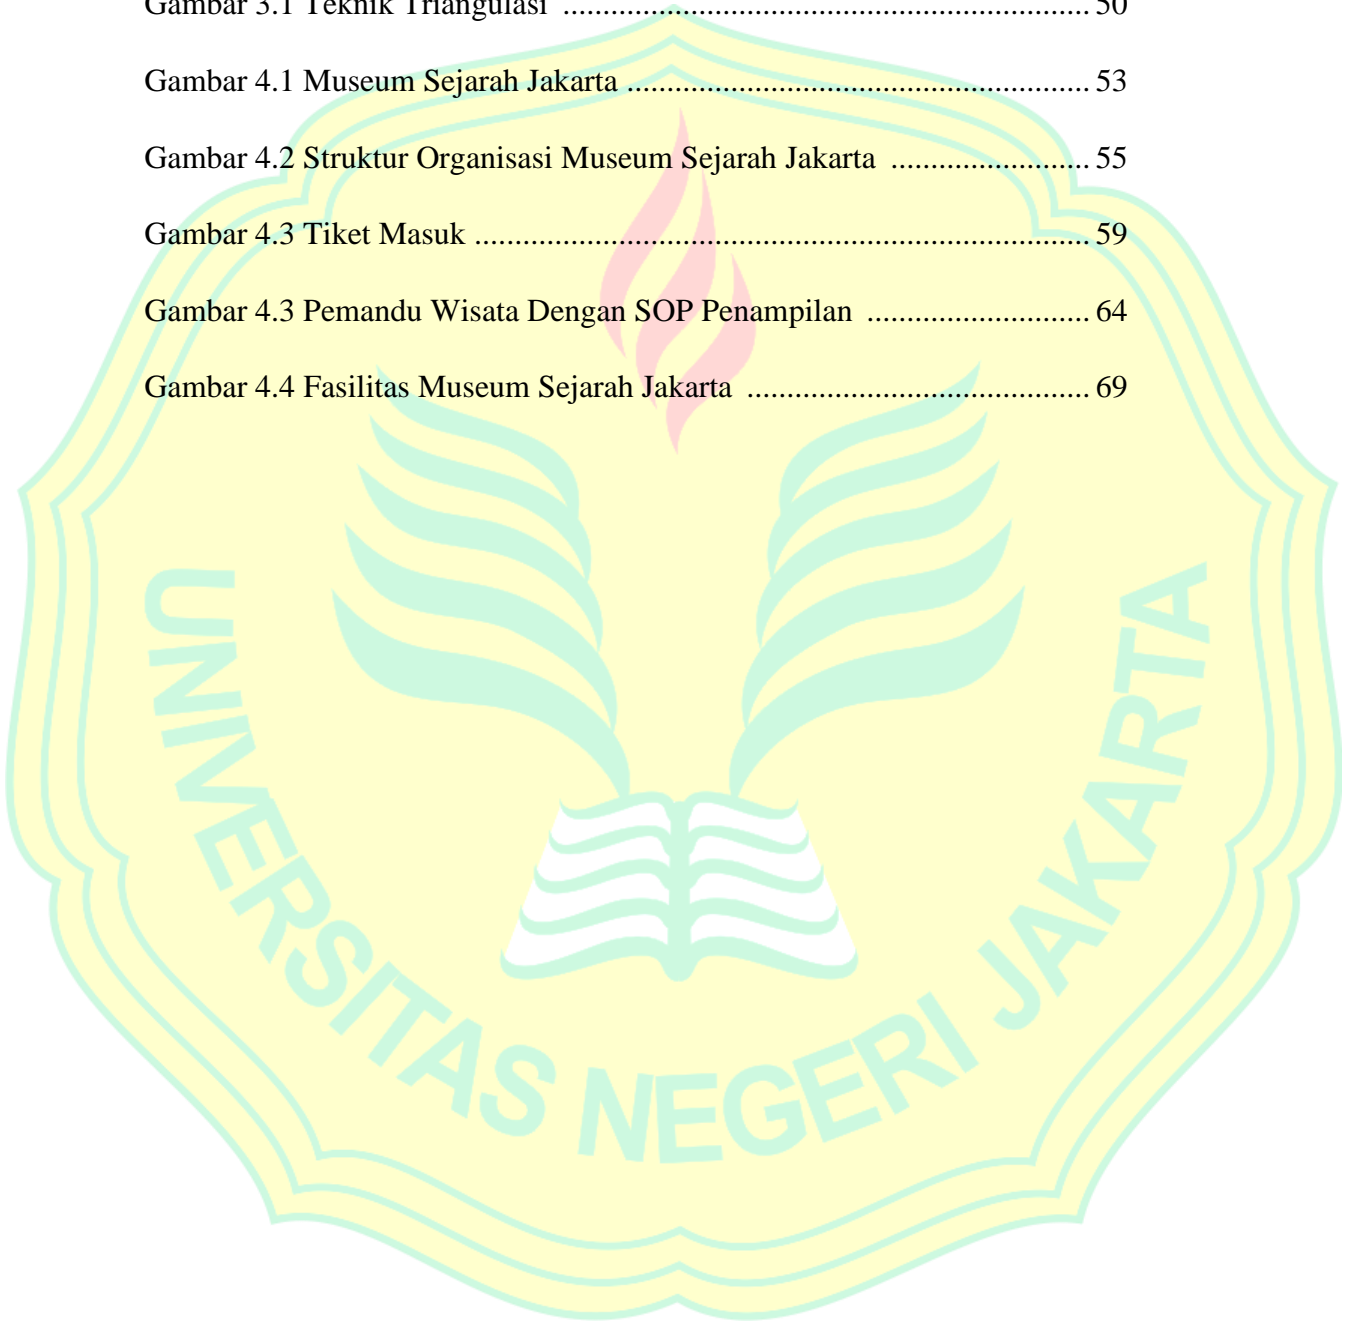 Gambar 3.1 Teknik Triangulasi .......................................................... 50
Gambar 4.1 Museum Sejarah Jakarta .................................................. 53
Gambar 4.2 Struktur Organisasi Museum Sejarah Jakarta ...................... 55
Gambar 4.3 Tiket Masuk .................................................................. 59
Gambar 4.3 Pemandu Wisata Dengan SOP Penampilan ........................ 64
Gambar 4.4 Fasilitas Museum Sejarah Jakarta ..................................... 69
UNIVERSITAS NEGERI JAKARTA